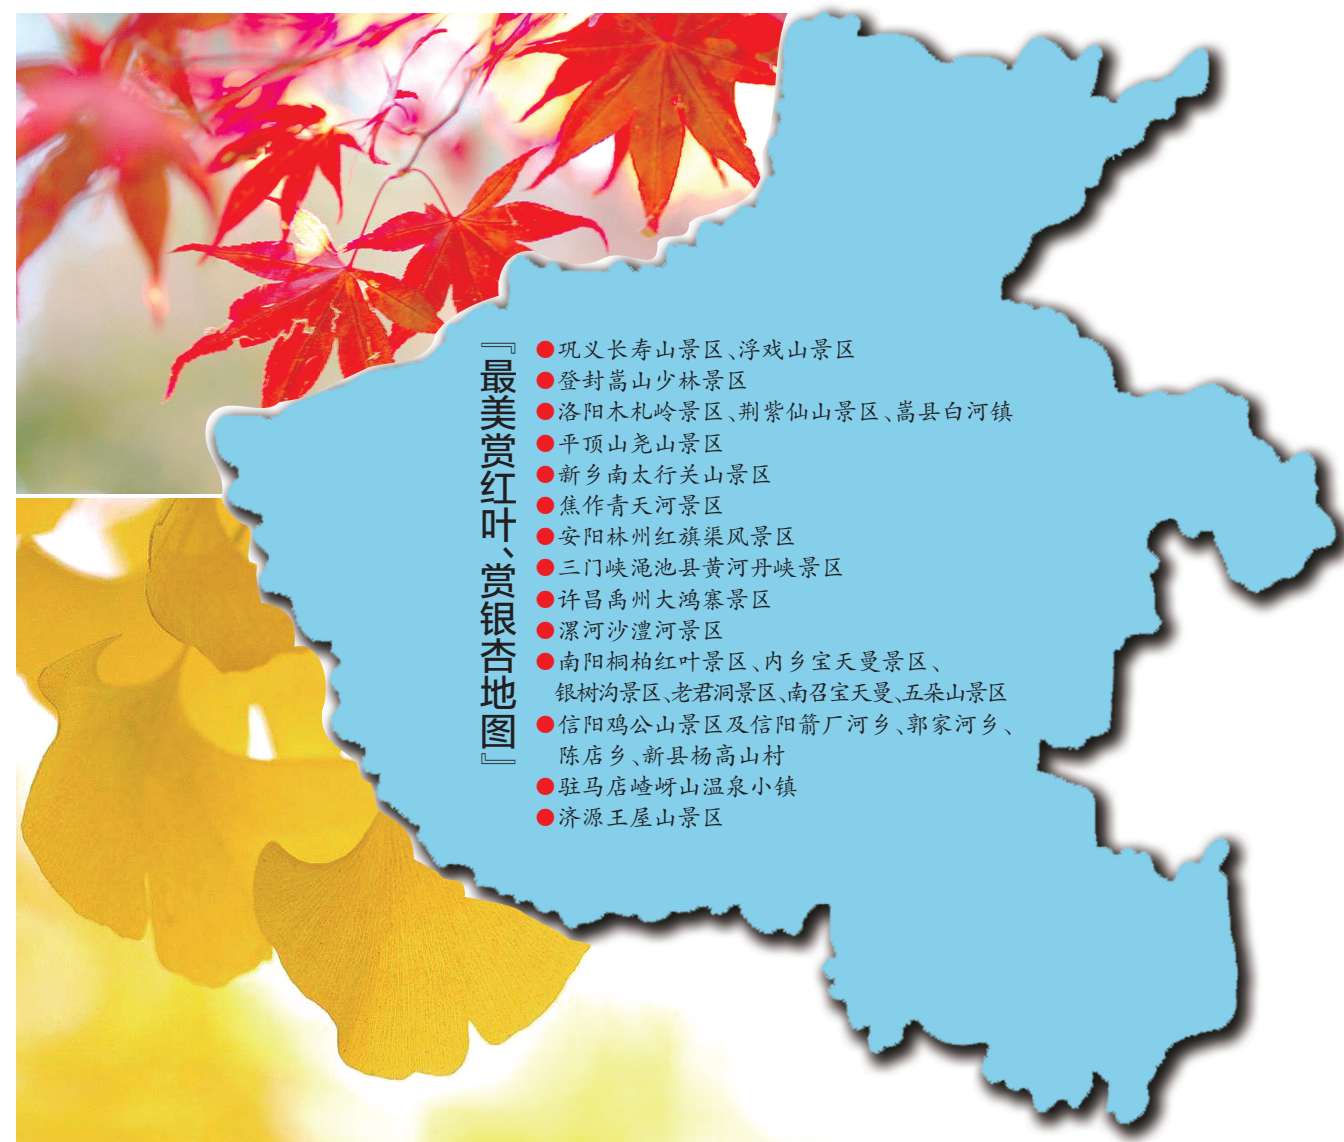 『最美赏红叶、赏银杏地图』
●巩义长寿山景区、浮戏山景区
●登封嵩山少林景区
●洛阳木札岭景区、荆紫仙山景区、嵩县白河镇
●平顶山尧山景区
●新乡南太行关山景区
●焦作青天河景区
●安阳林州红旗渠风景区
●三门峡渑池县黄河丹峡景区
●许昌禹州大鸿寨景区
●漯河沙澧河景区
●南阳桐柏红叶景区、内乡宝天曼景区、
银树沟景区、老君洞景区、南召宝天曼、五朵山景区
●信阳鸡公山景区及信阳箭厂河乡、郭家河乡、
陈店乡、新县杨高山村
●驻马店嵖岈山温泉小镇
●济源王屋山景区